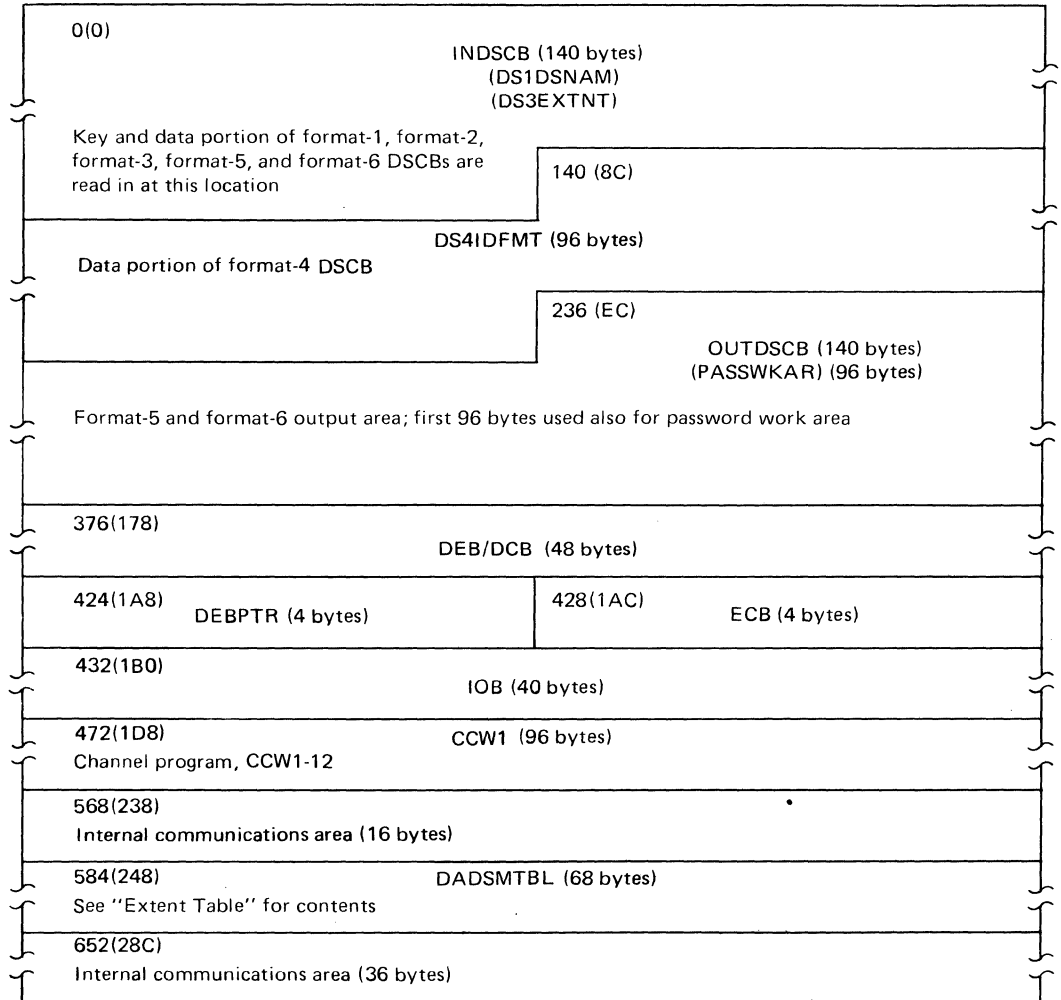 0(0)
INDSCB (140 bytes)
(DS1DSNAM)
(DS3EXTNT)
Key and data portion of format-1, format-2,
format-3, format-5, and format-6 DSCBs are
read in at this location
140 (8C)
DS4IDFMT (96 bytes)
Data portion of format-4 DSCB
236 (EC)
OUTDSCB (140 bytes)
(PASSWKAR) (96 bytes)
Format-5 and format-6 output area; first 96 bytes used also for password work area
376(178)
DEB/DCB (48 bytes)
424(1A8)
DEBPTR (4 bytes)
428(1AC)
ECB (4 bytes)
432(1B0)
IOB (40 bytes)
472(1D8)
CCW1 (96 bytes)
Channel program, CCW1-12
568(238)
Internal communications area (16 bytes)
584(248)
DADSMTBL (68 bytes)
See "Extent Table" for contents
652(28C)
Internal communications area (36 bytes)